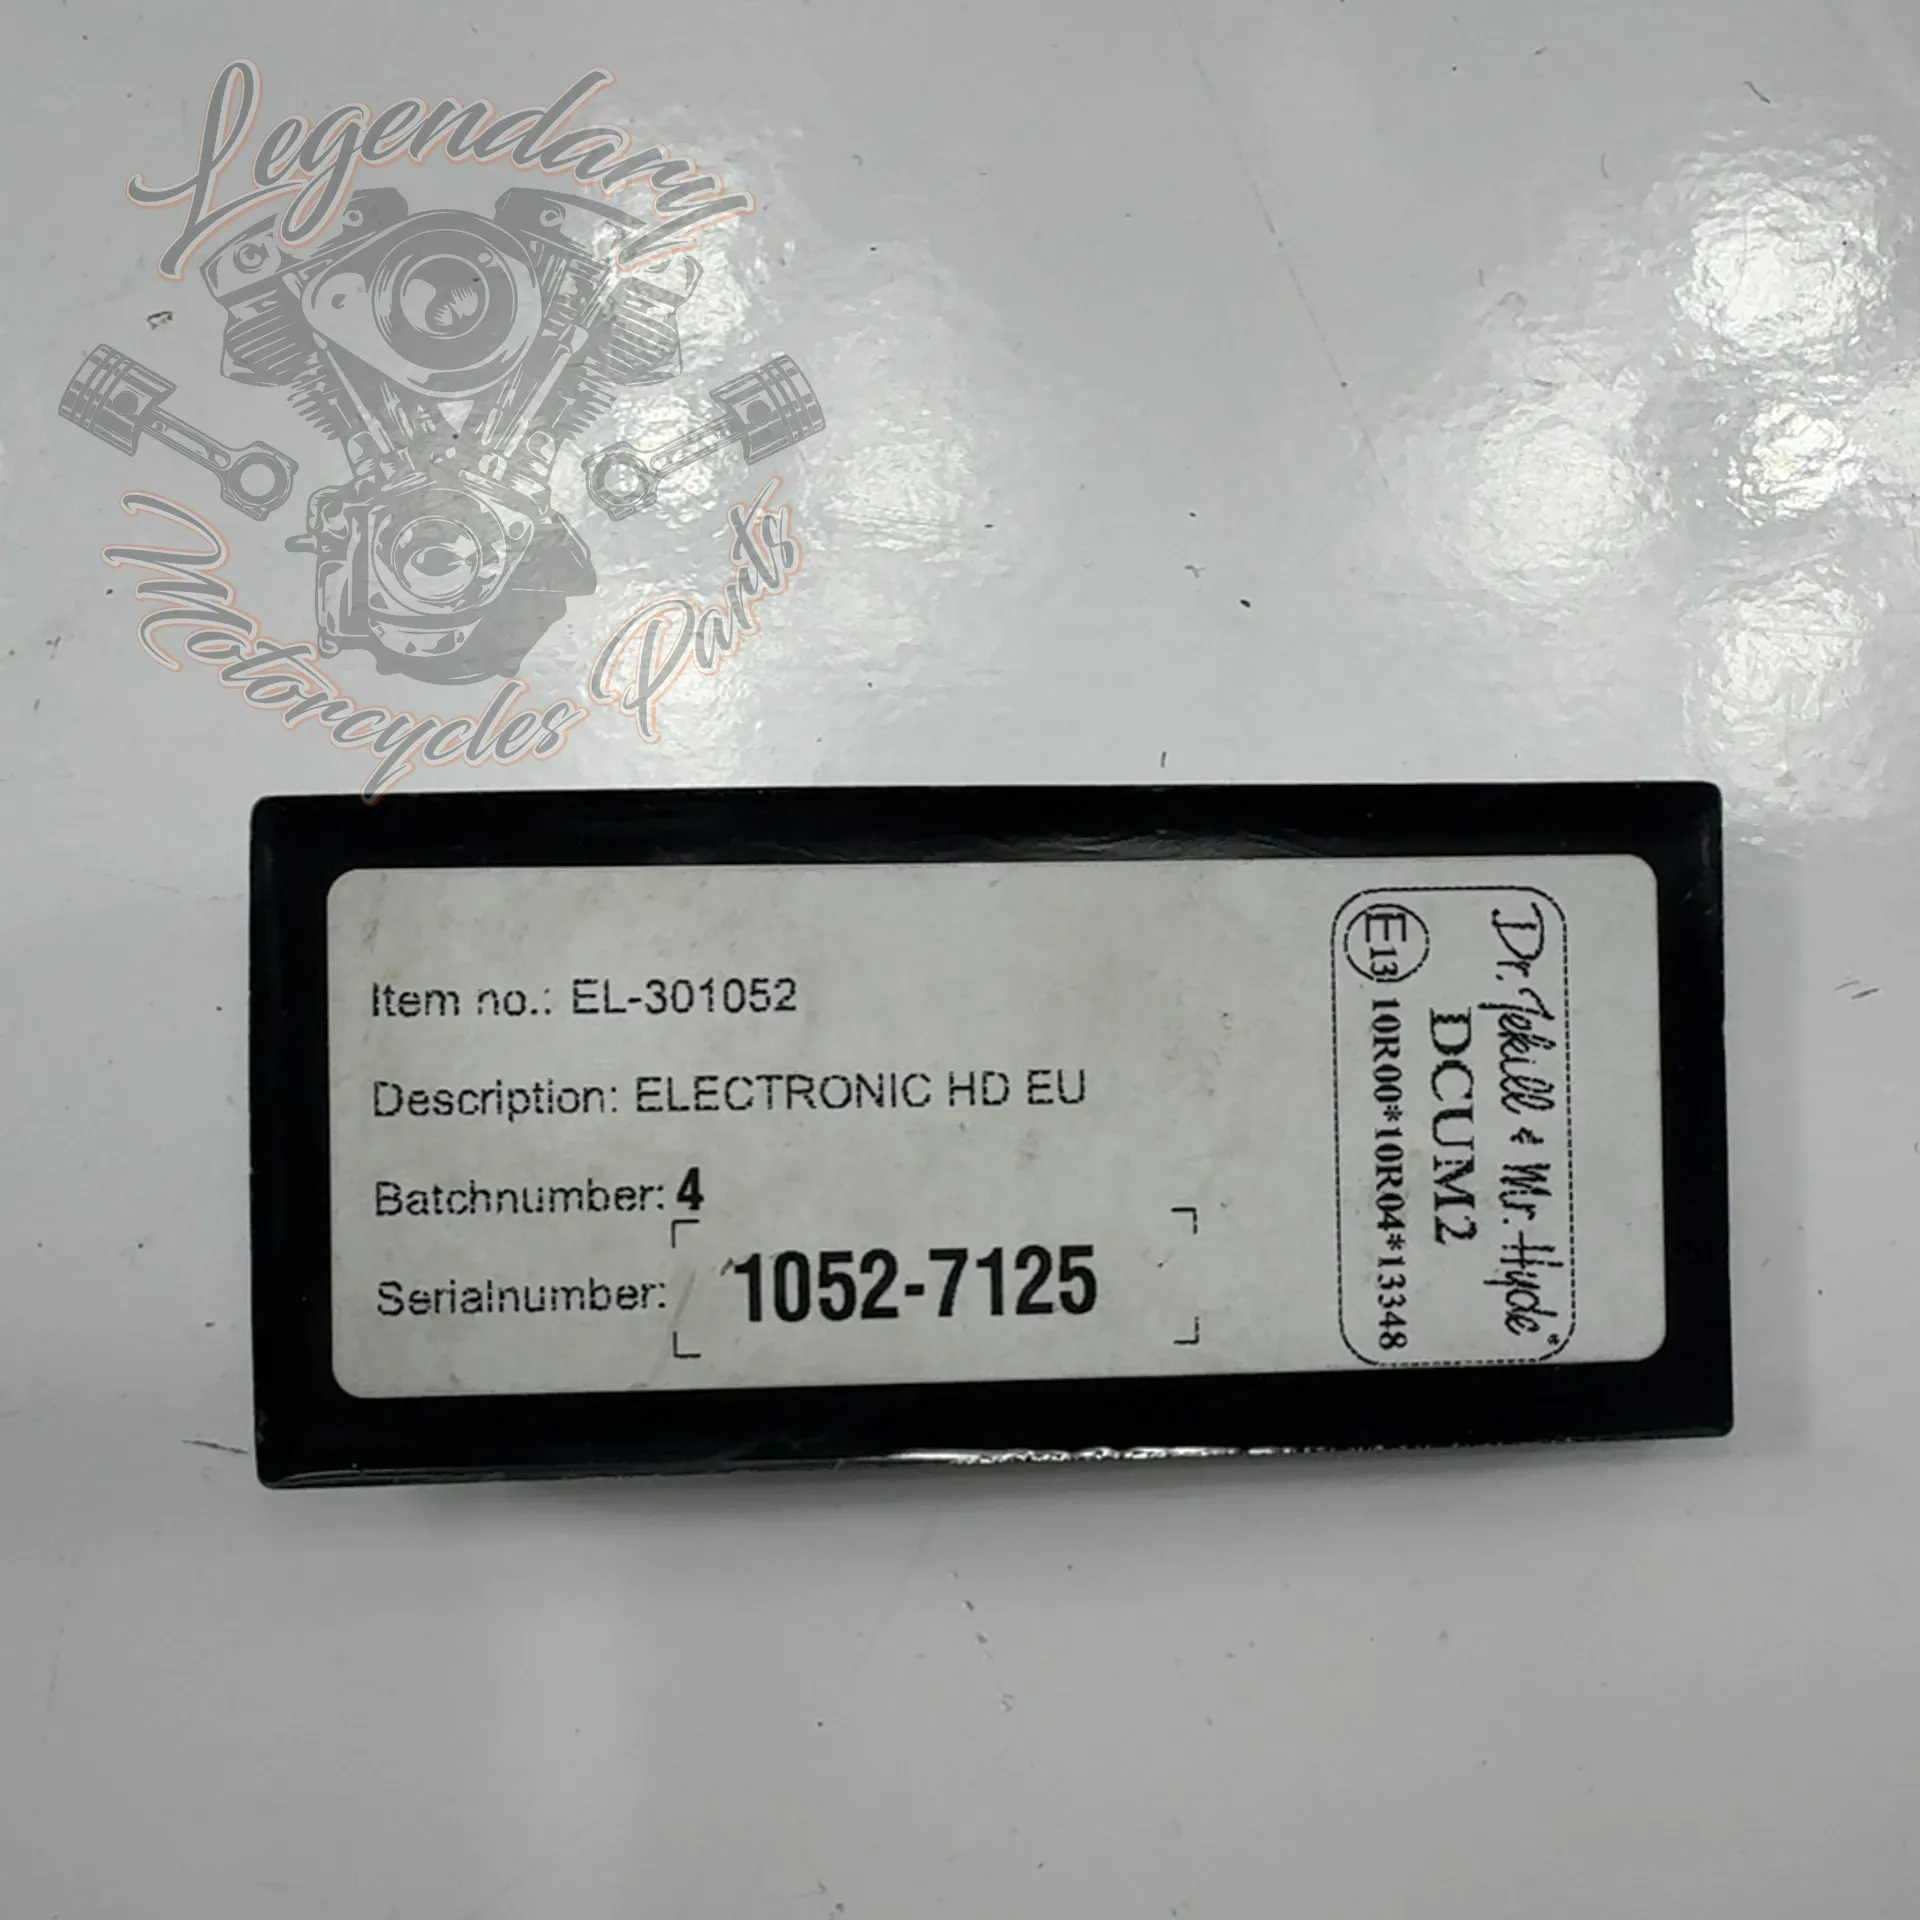 Legendary
Motorcycles Parts
Item no.: EL-301052
Description: ELECTRONIC HD EU
Batchnumber: 4
Serialnumber: 1052-7125
Dr. Jekill & Mr. Hyde®
DCUM2
E13 10R00*10R04*13348